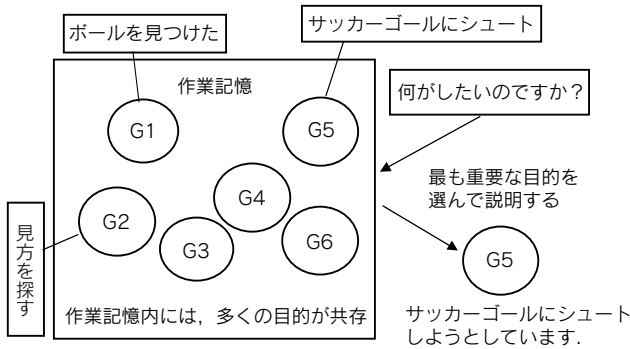 ボールを見つけた
サッカーゴールにシュート
作業記憶
何がしたいのですか？
G1
G5
G4
G2
G3
G6
見方を探す
最も重要な目的を
選んで説明する
G5
作業記憶内には，多くの目的が共存
サッカーゴールにシュート
しようとしています．